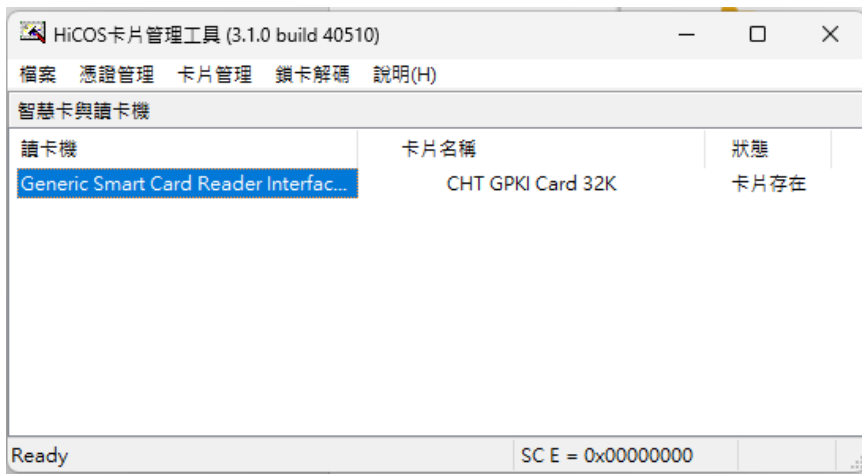 HiCOS卡片管理工具 (3.1.0 build 40510)
檔案 憑證管理 卡片管理 鎖卡解碼 說明(H)
智慧卡與讀卡機
讀卡機 卡片名稱 狀態
Generic Smart Card Reader Interfac... CHT GPKI Card 32K 卡片存在
Ready SC E = 0x00000000